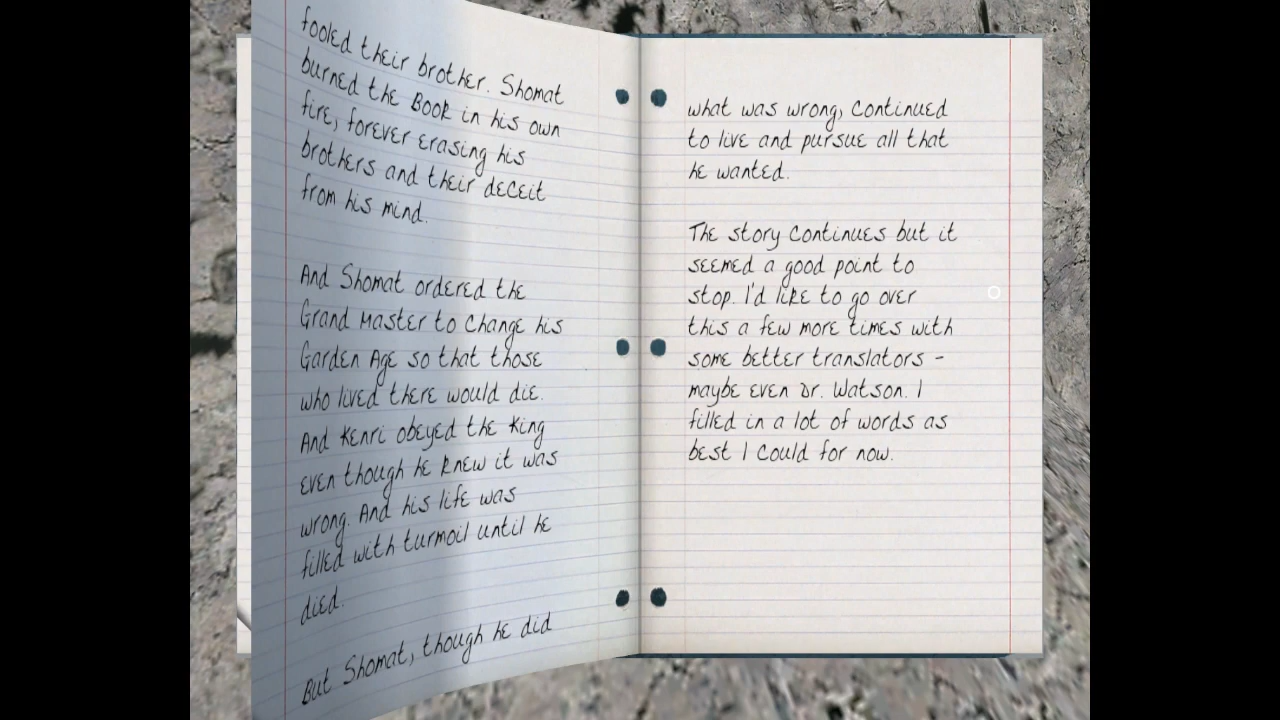 fooled their brother. Shomat
burned the Book in his own
fire, forever erasing his
brothers and their deceit
from his mind.
And Shomat ordered the
Grand Master to change his
Garden Age so that those
who lived there would die.
And Kenri obeyed the King
even though he knew it was
wrong. And his life was
filled with turmoil until he
died.
But Shomat, though he did
what was wrong, continued
to live and pursue all that
he wanted.
The story continues but it
seemed a good point to
stop. I'd like to go over
this a few more times with
some better translators -
maybe even Dr. Watson. I
filled in a lot of words as
best I could for now.